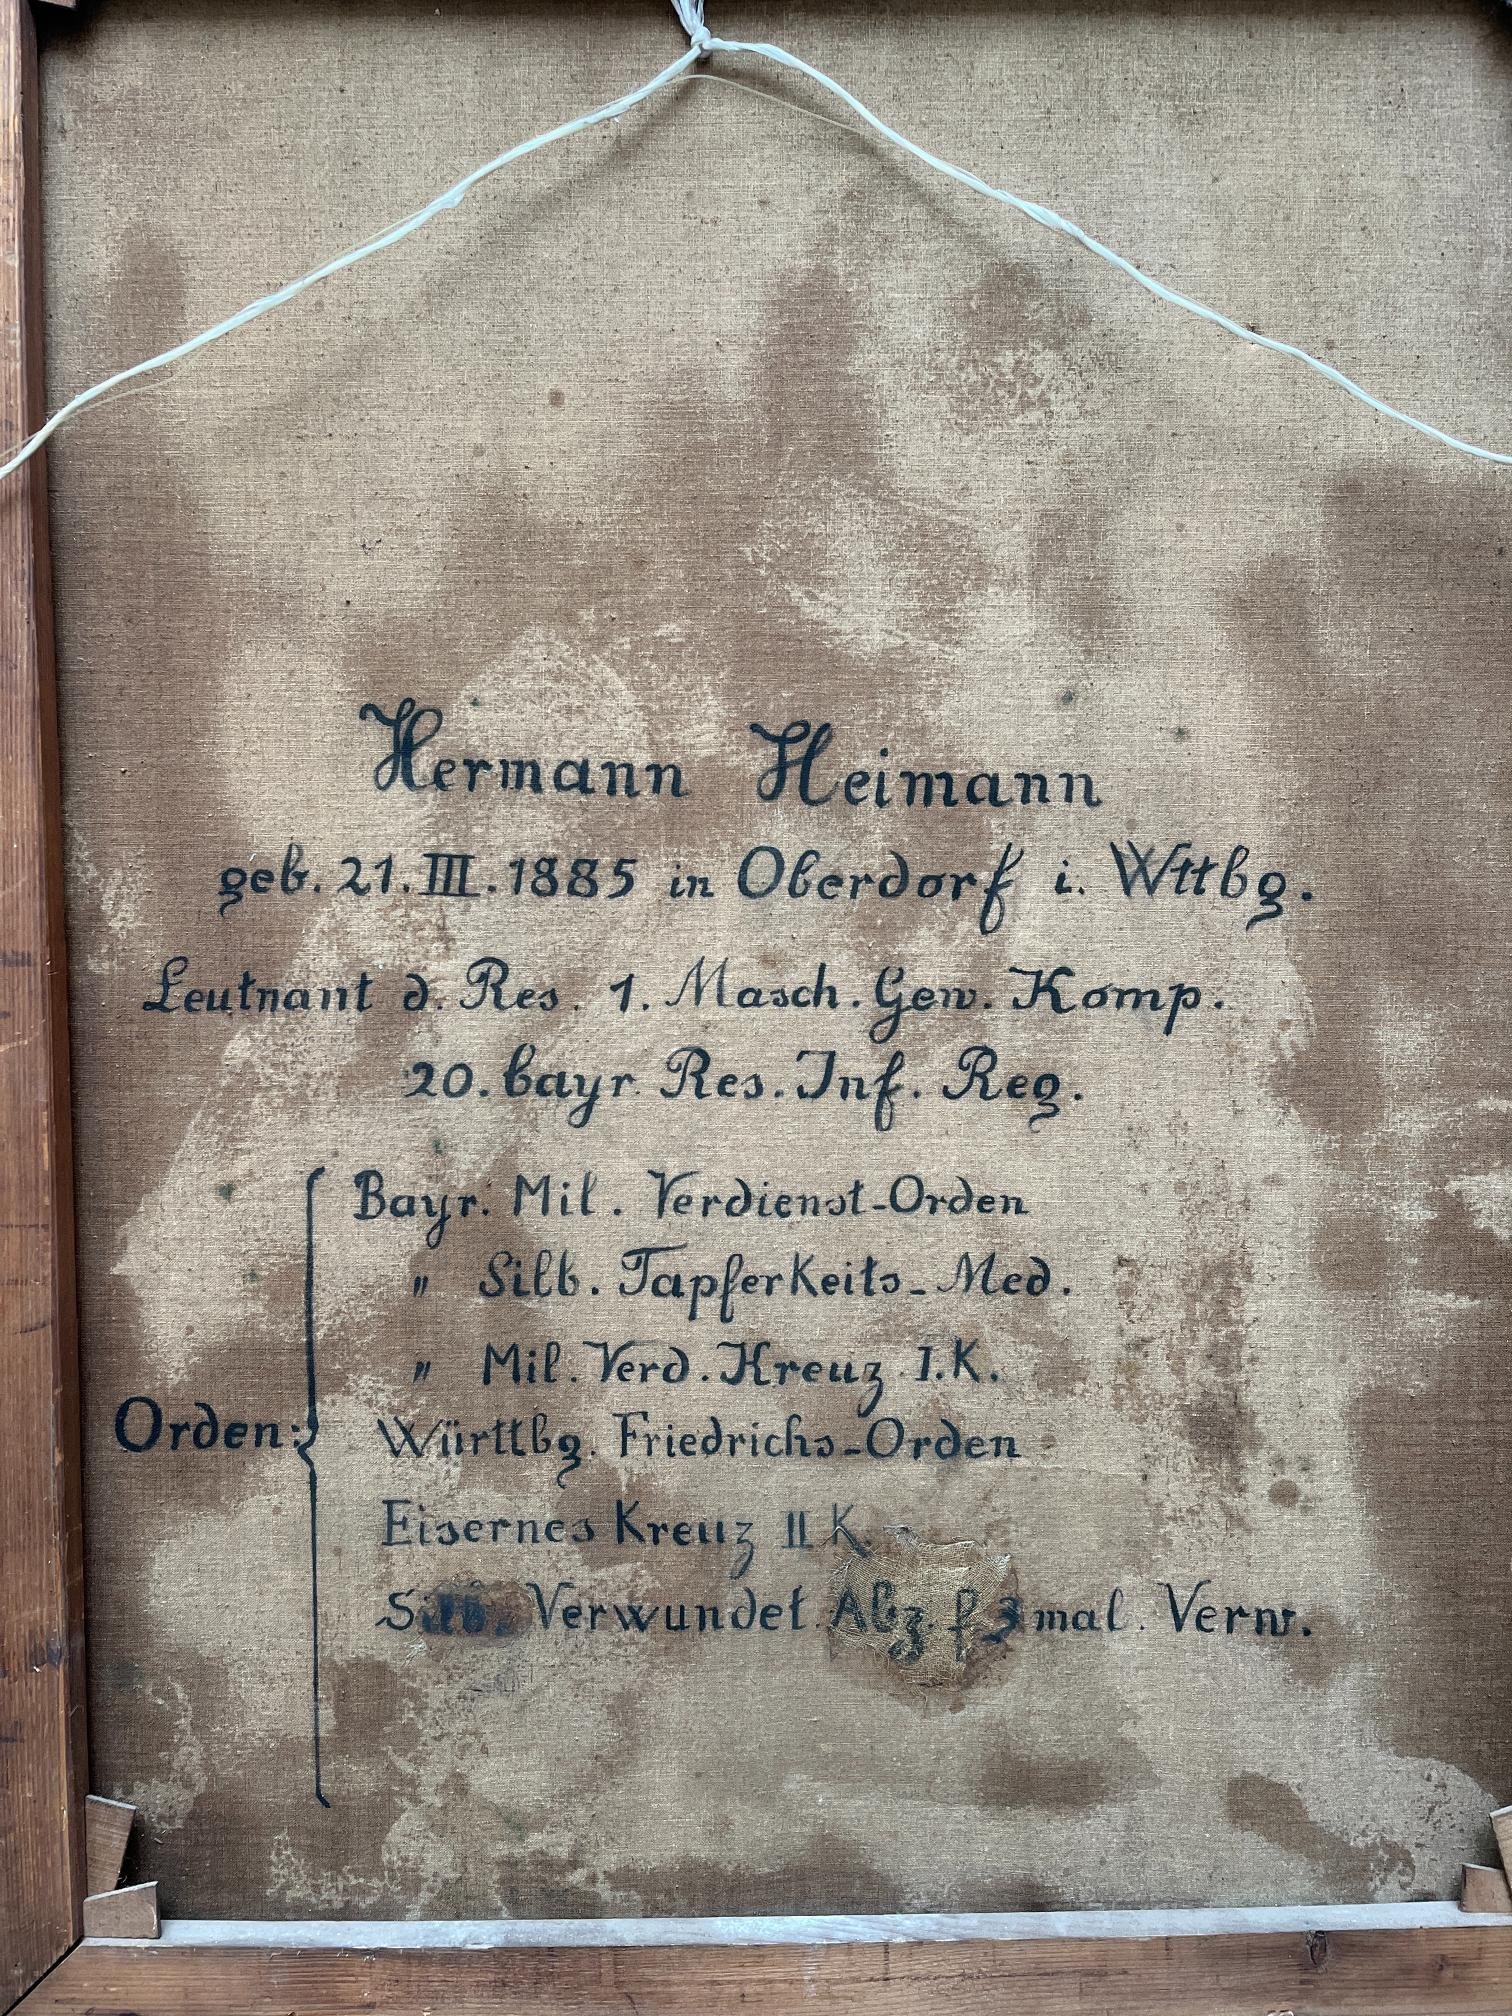 Hermann Heimann
geb. 21. III. 1885 in Oberdorf i. Wttbg.
Leutnant d. Res. 1. Masch. Gew. Komp.
20. bayr. Res. Inf. Reg.
Bayr. Mil. Verdienst-Orden
" Silb. Tapferkeits-Med.
" Mil. Verd. Kreuz I. K.
Orden: Württbg. Friedrichs-Orden
Eisernes Kreuz II K.
Silb. Verwundet. Abz. f. 3 mal. Verw.